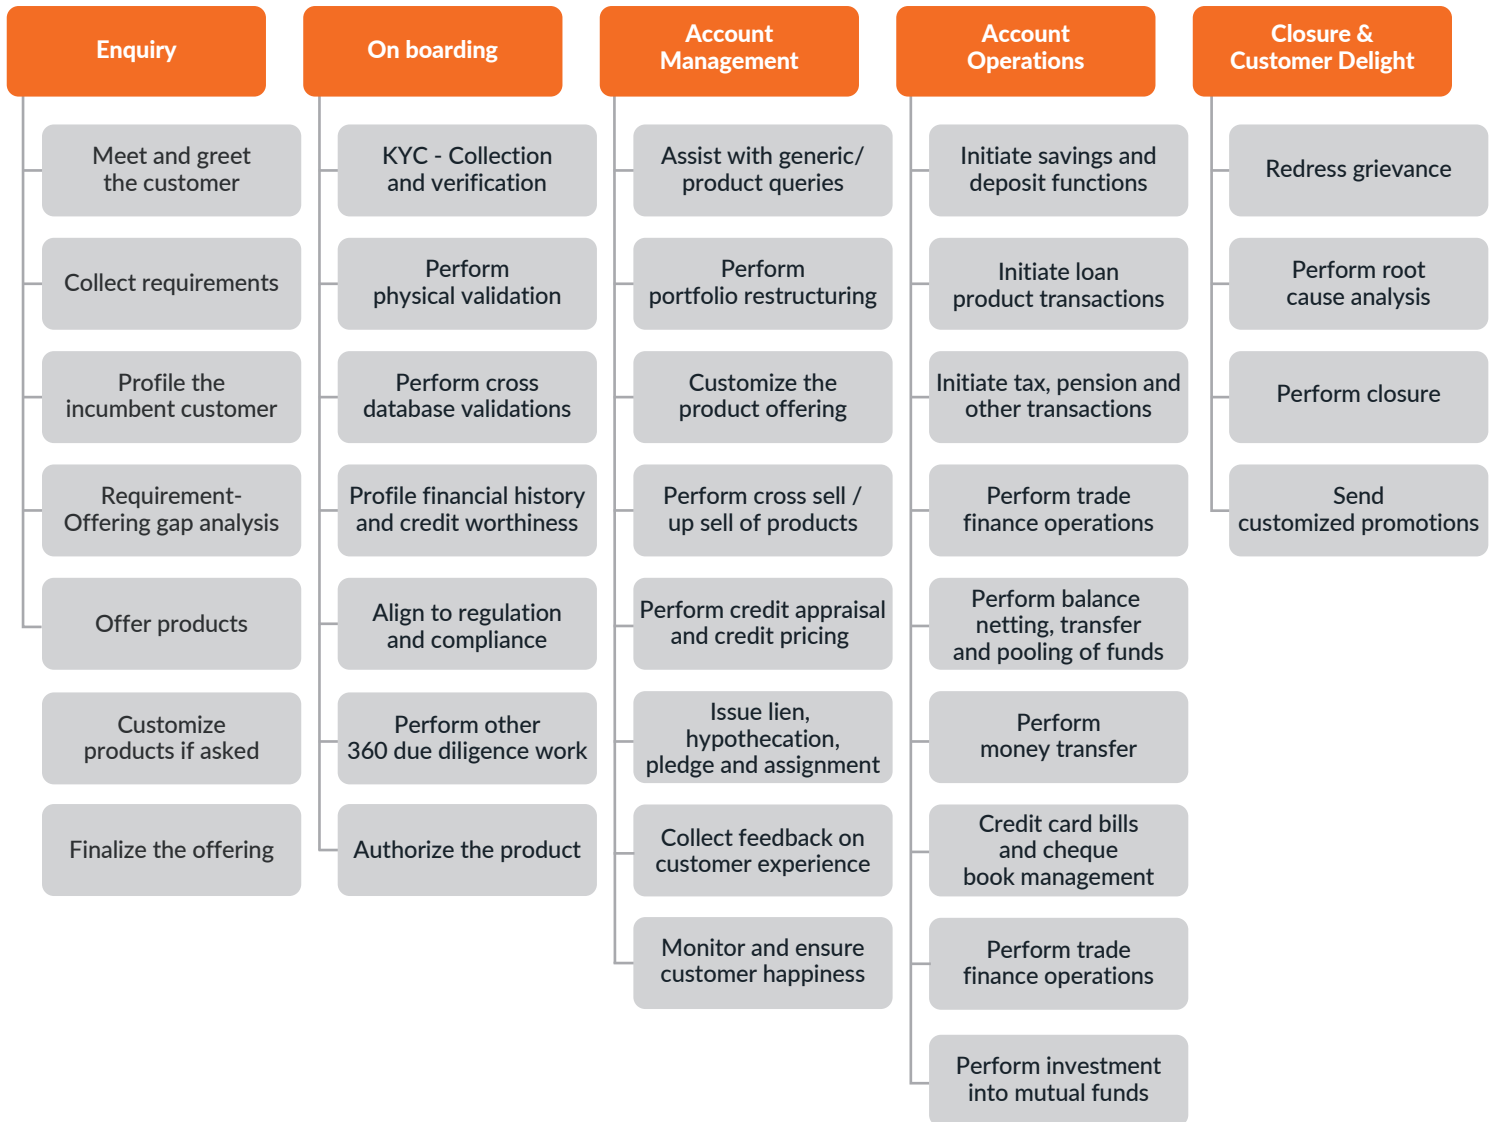 Enquiry
Meet and greet
the customer
Collect requirements
Profile the
incumbent customer
Requirement-
Offering gap analysis
Offer products
Customize
products if asked
Finalize the offering
On boarding
KYC - Collection
and verification
Perform
physical validation
Perform cross
database validations
Profile financial history
and credit worthiness
Align to regulation
and compliance
Perform other
360 due diligence work
Authorize the product
Account
Management
Assist with generic/
product queries
Perform
portfolio restructuring
Customize the
product offering
Perform cross sell /
up sell of products
Perform credit appraisal
and credit pricing
Issue lien,
hypothecation,
pledge and assignment
Collect feedback on
customer experience
Monitor and ensure
customer happiness
Account
Operations
Initiate savings and
deposit functions
Initiate loan
product transactions
Initiate tax, pension and
other transactions
Perform trade
finance operations
Perform balance
netting, transfer
and pooling of funds
Perform
money transfer
Credit card bills
and cheque
book management
Perform trade
finance operations
Perform investment
into mutual funds
Closure &
Customer Delight
Redress grievance
Perform root
cause analysis
Perform closure
Send
customized promotions